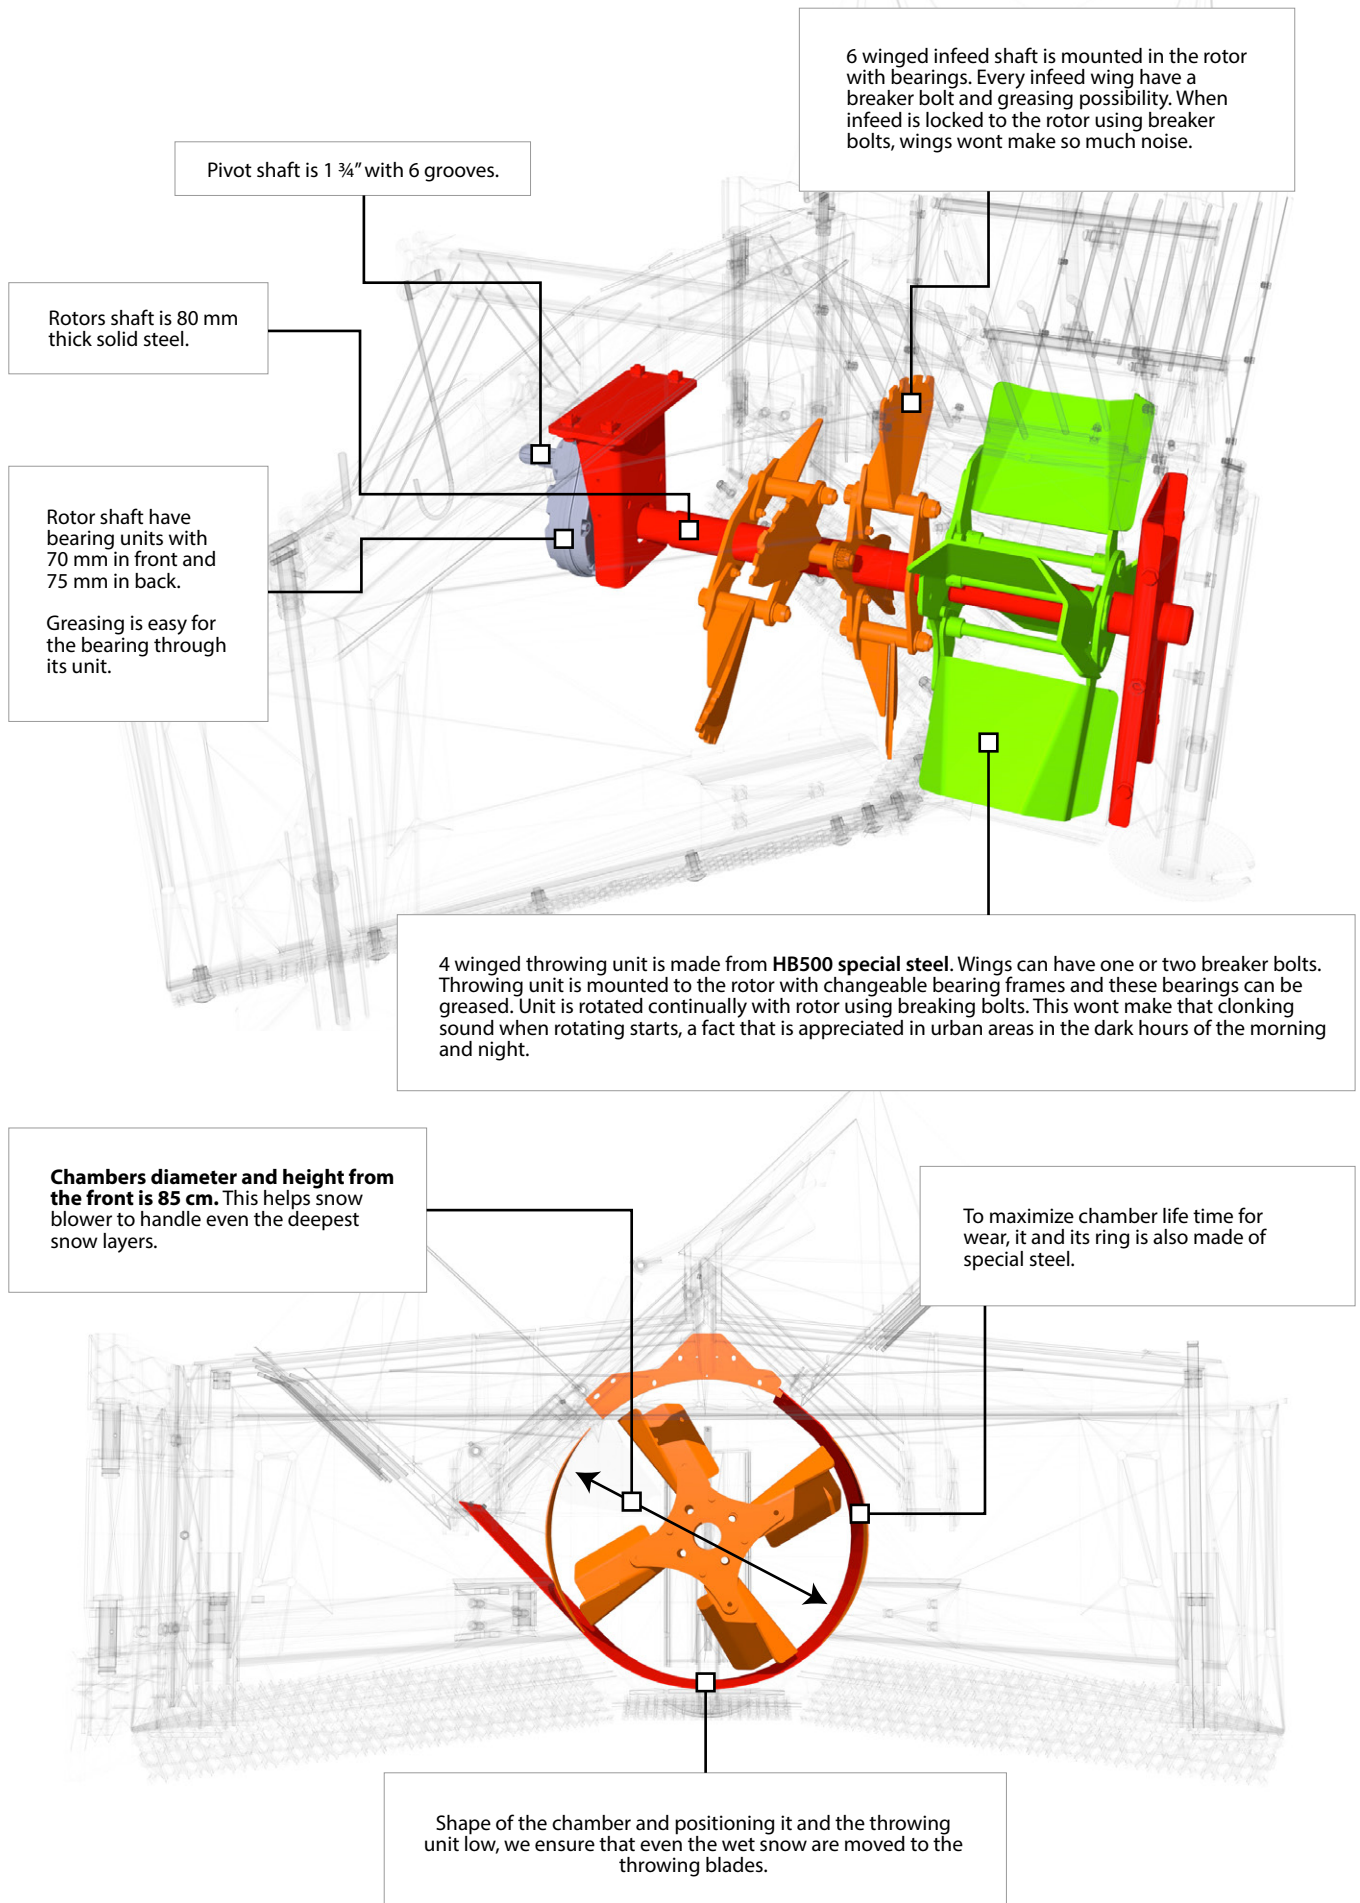 6 winged infeed shaft is mounted in the rotor
with bearings. Every infeed wing have a
breaker bolt and greasing possibility. When
infeed is locked to the rotor using breaker
bolts, wings wont make so much noise.
Pivot shaft is 1 ¾” with 6 grooves.
Rotors shaft is 80 mm
thick solid steel.
Rotor shaft have
bearing units with
70 mm in front and
75 mm in back.
Greasing is easy for
the bearing through
its unit.
4 winged throwing unit is made from HB500 special steel. Wings can have one or two breaker bolts.
Throwing unit is mounted to the rotor with changeable bearing frames and these bearings can be
greased. Unit is rotated continually with rotor using breaking bolts. This wont make that clonking
sound when rotating starts, a fact that is appreciated in urban areas in the dark hours of the morning
and night.
Chambers diameter and height from
the front is 85 cm. This helps snow
blower to handle even the deepest
snow layers.
To maximize chamber life time for
wear, it and its ring is also made of
special steel.
Shape of the chamber and positioning it and the throwing
unit low, we ensure that even the wet snow are moved to the
throwing blades.